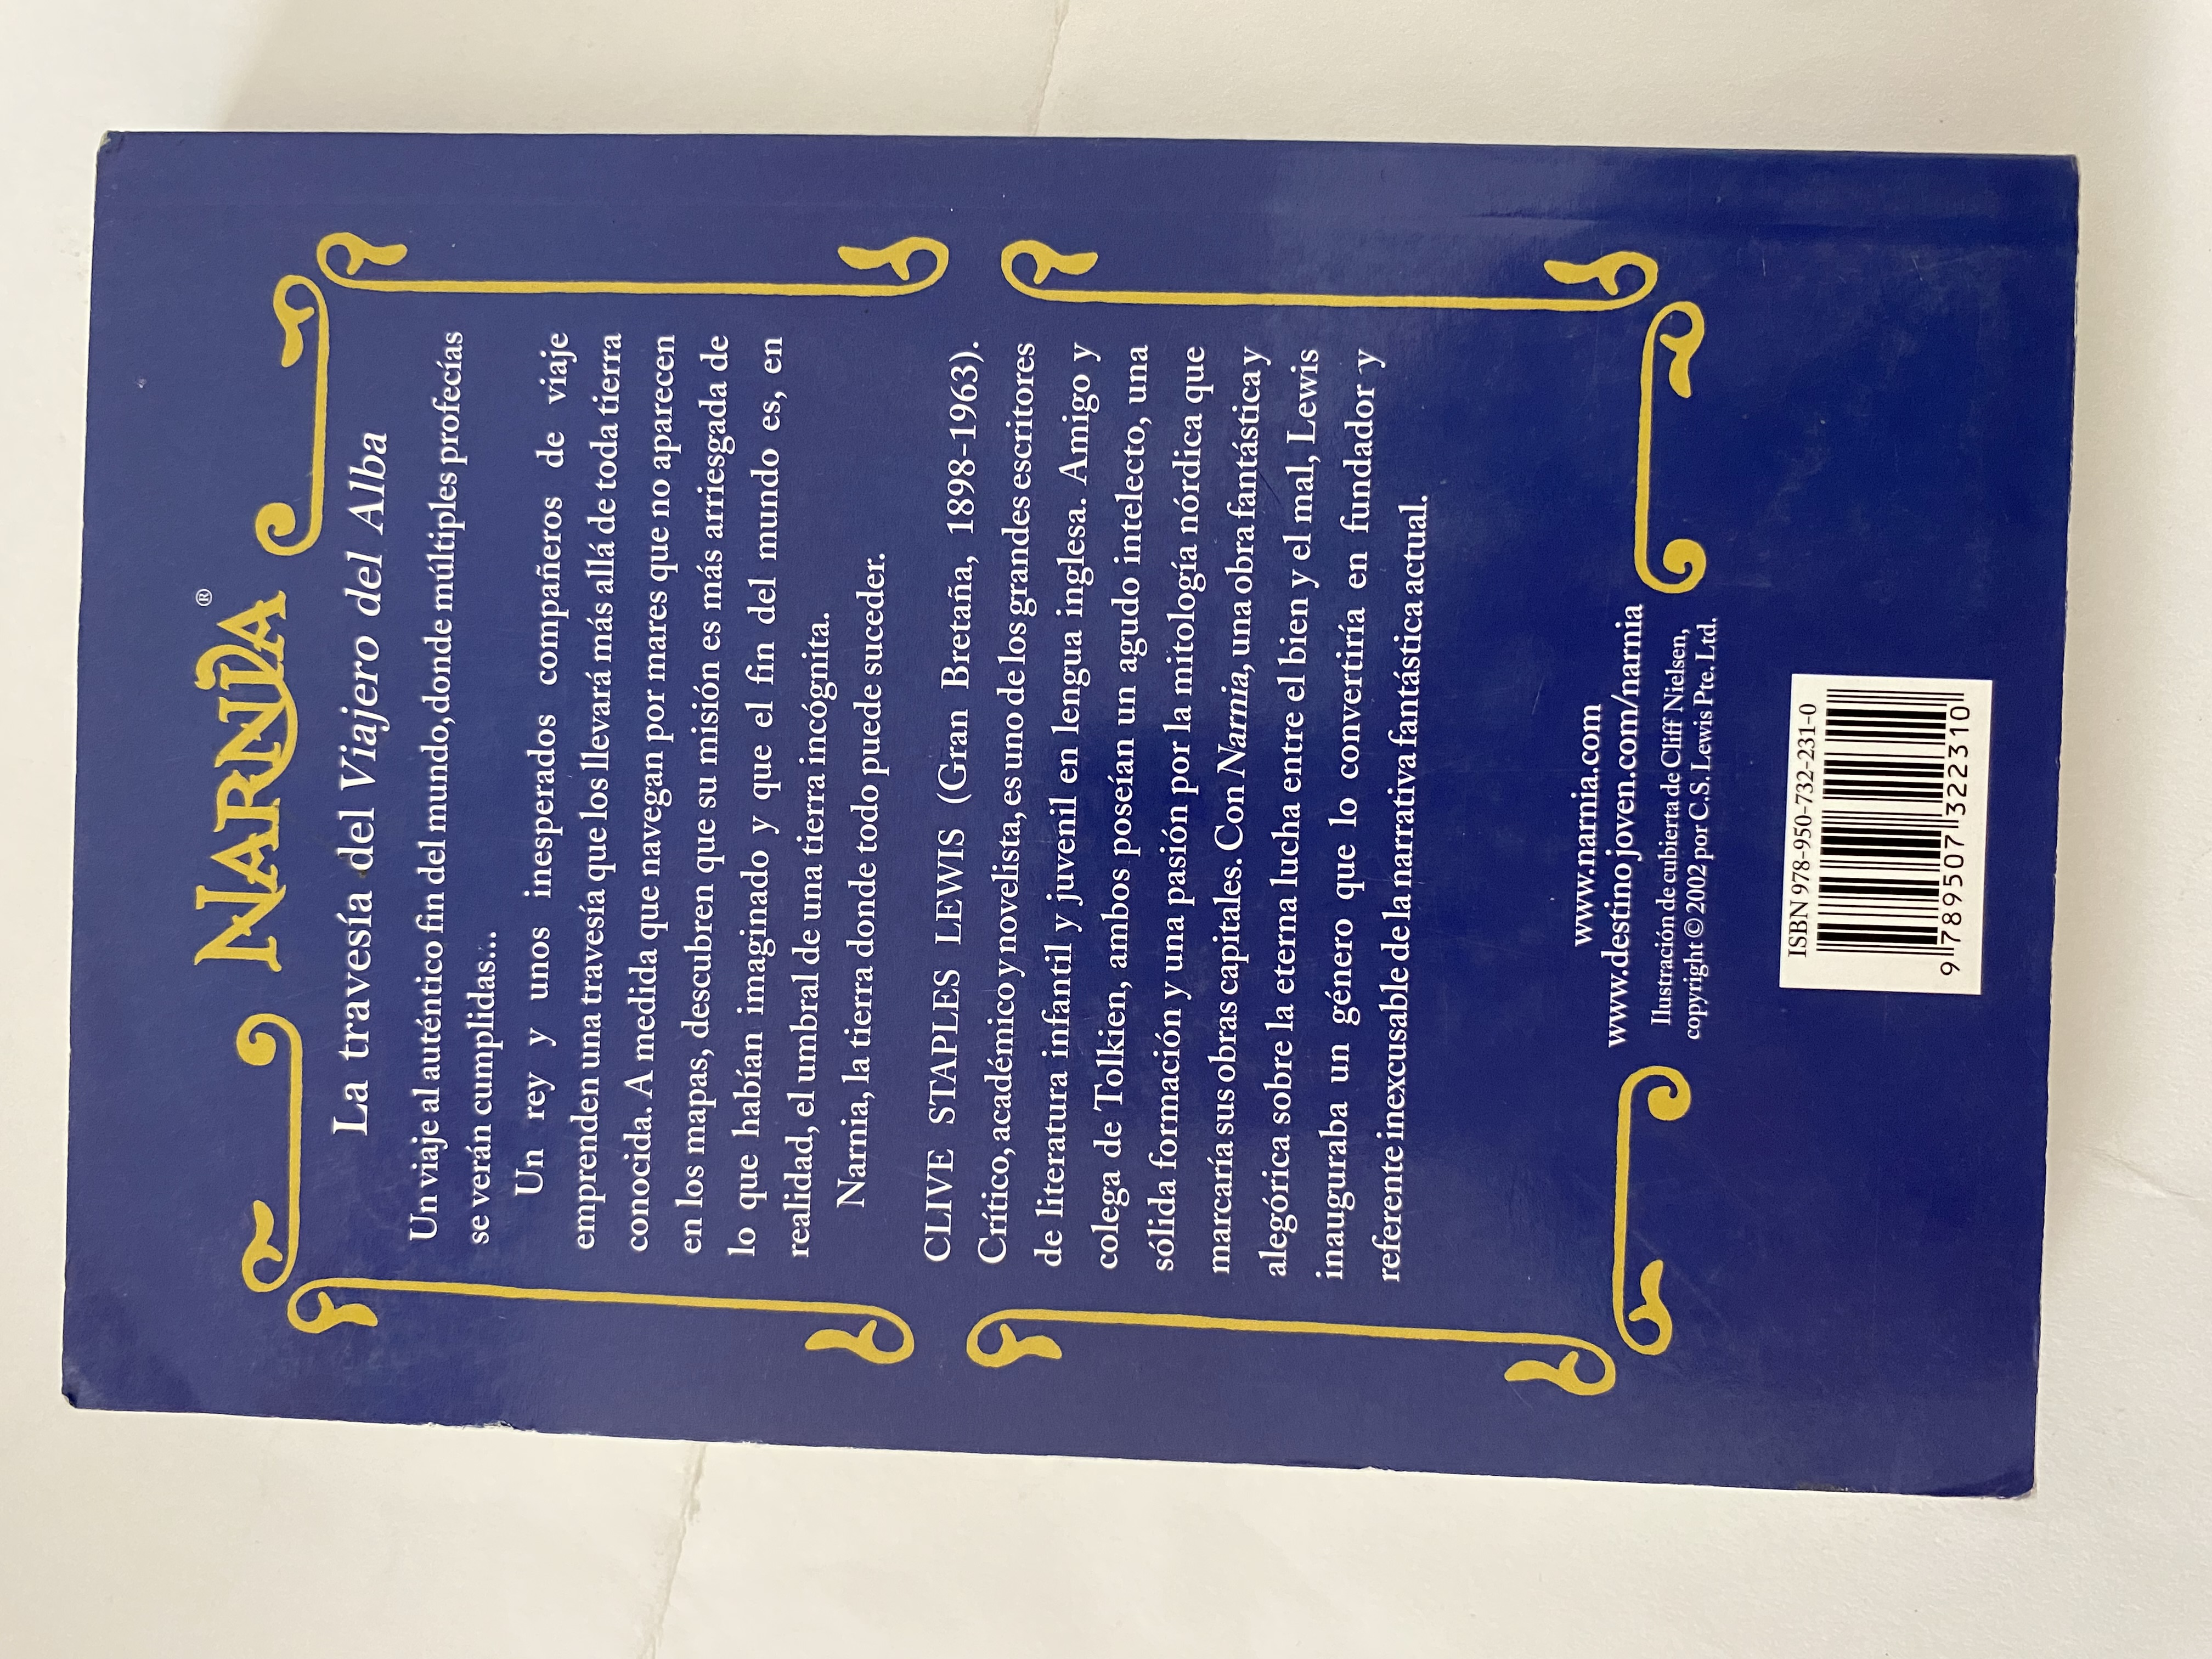 NARNIA®
La travesía del Viajero del Alba
Un viaje al auténtico fin del mundo, donde múltiples profecías
se verán cumplidas...
Un rey y unos inesperados compañeros de viaje
emprenden una travesía que los llevará más allá de toda tierra
conocida. A medida que navegan por mares que no aparecen
en los mapas, descubren que su misión es más arriesgada de
lo que habían imaginado y que el fin del mundo es, en
realidad, el umbral de una tierra incógnita.
Narnia, la tierra donde todo puede suceder.
CLIVE STAPLES LEWIS (Gran Bretaña, 1898-1963).
Crítico, académico y novelista, es uno de los grandes escritores
de literatura infantil y juvenil en lengua inglesa. Amigo y
colega de Tolkien, ambos poseían un agudo intelecto, una
sólida formación y una pasión por la mitología nórdica que
marcaría sus obras capitales. Con Narnia, una obra fantástica y
alegórica sobre la eterna lucha entre el bien y el mal, Lewis
inauguraba un género que lo convertiría en fundador y
referente inexcusable de la narrativa fantástica actual.
www.narnia.com
www.destinojoven.com/narnia
Ilustración de cubierta de Cliff Nielsen,
copyright © 2002 por C.S. Lewis Pte. Ltd.
ISBN 978-950-732-231-0
9 789507 322310